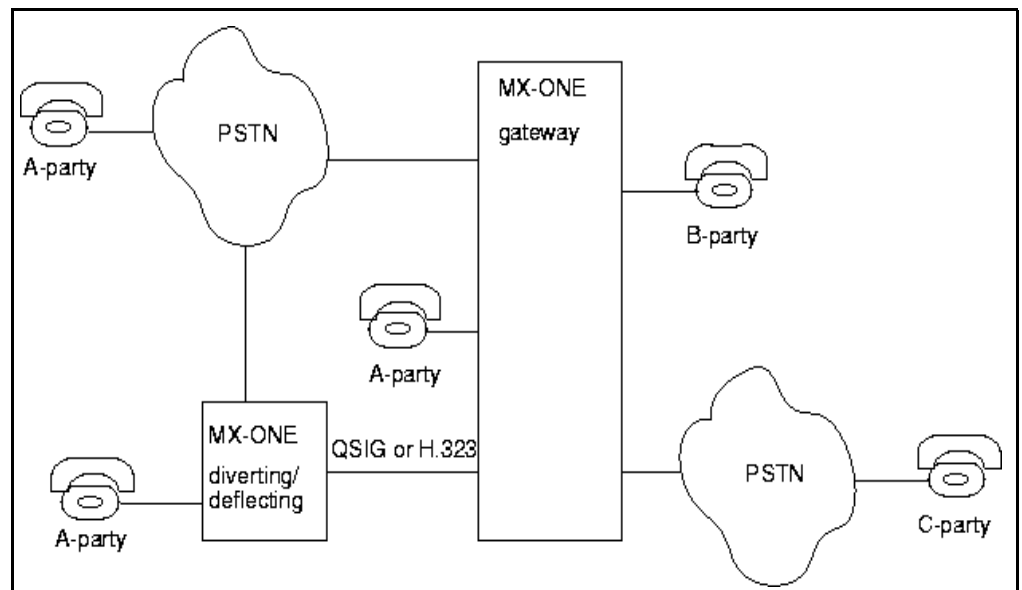 PSTN
MX-ONE
gateway
A-party
B-party
A-party
MX-ONE
diverting/
deflecting
QSIG or H.323
PSTN
A-party
C-party